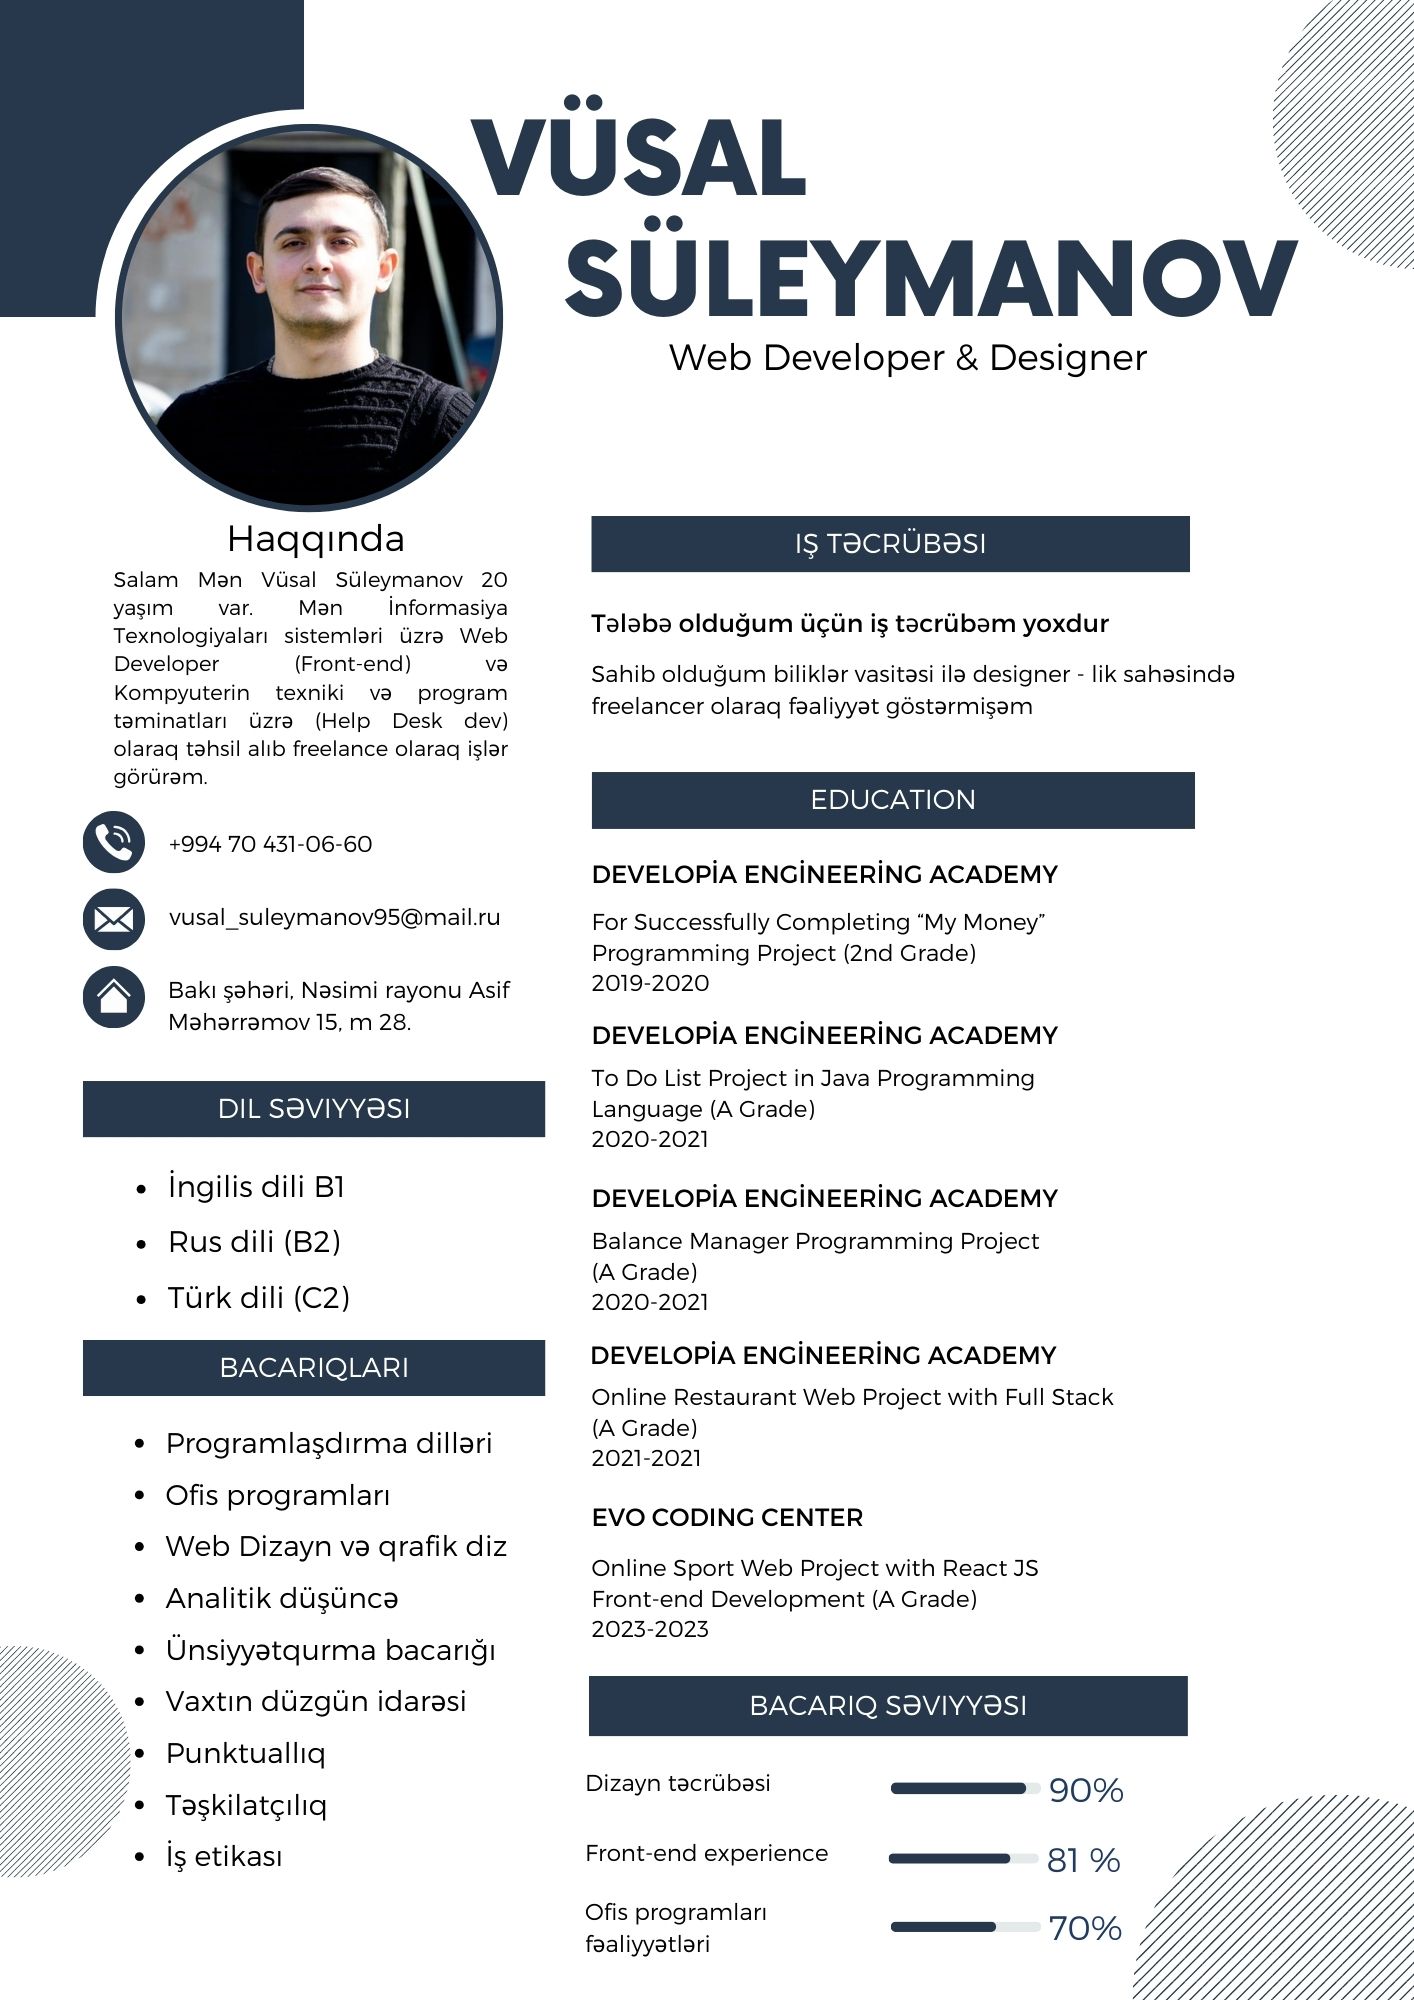 VÜSAL
SÜLEYMANOV
Web Developer & Designer
Haqqında
Salam Mən Vüsal Süleymanov 20
yaşım var. Mən İnformasiya
Texnologiyaları sistemləri üzrə Web
Developer (Front-end) və
Kompyuterin texniki və program
təminatları üzrə (Help Desk dev)
olaraq təhsil alıb freelance olaraq işlər
görürəm.
+994 70 431-06-60
vusal_suleymanov95@mail.ru
Bakı şəhəri, Nəsimi rayonu Asif
Məhərrəmov 15, m 28.
DIL SƏVIYYƏSI
• İngilis dili B1
• Rus dili (B2)
• Türk dili (C2)
BACARIQLARI
• Programlaşdırma dilləri
• Ofis programları
• Web Dizayn və qrafik diz
• Analitik düşüncə
• Ünsiyyətqurma bacarığı
• Vaxtın düzgün idarəsi
• Punktuallıq
• Təşkilatçılıq
• İş etikası
IŞ TƏCRÜBƏSI
Tələbə olduğum üçün iş təcrübəm yoxdur
Sahib olduğum biliklər vasitəsi ilə designer - lik sahəsində
freelancer olaraq fəaliyyət göstərmişəm
EDUCATION
DEVELOPİA ENGİNEERİNG ACADEMY
For Successfully Completing “My Money”
Programming Project (2nd Grade)
2019-2020
DEVELOPİA ENGİNEERİNG ACADEMY
To Do List Project in Java Programming
Language (A Grade)
2020-2021
DEVELOPİA ENGİNEERİNG ACADEMY
Balance Manager Programming Project
(A Grade)
2020-2021
DEVELOPİA ENGİNEERİNG ACADEMY
Online Restaurant Web Project with Full Stack
(A Grade)
2021-2021
EVO CODING CENTER
Online Sport Web Project with React JS
Front-end Development (A Grade)
2023-2023
BACARIQ SƏVIYYƏSI
Dizayn təcrübəsi 90%
Front-end experience 81 %
Ofis programları
fəaliyyətləri 70%